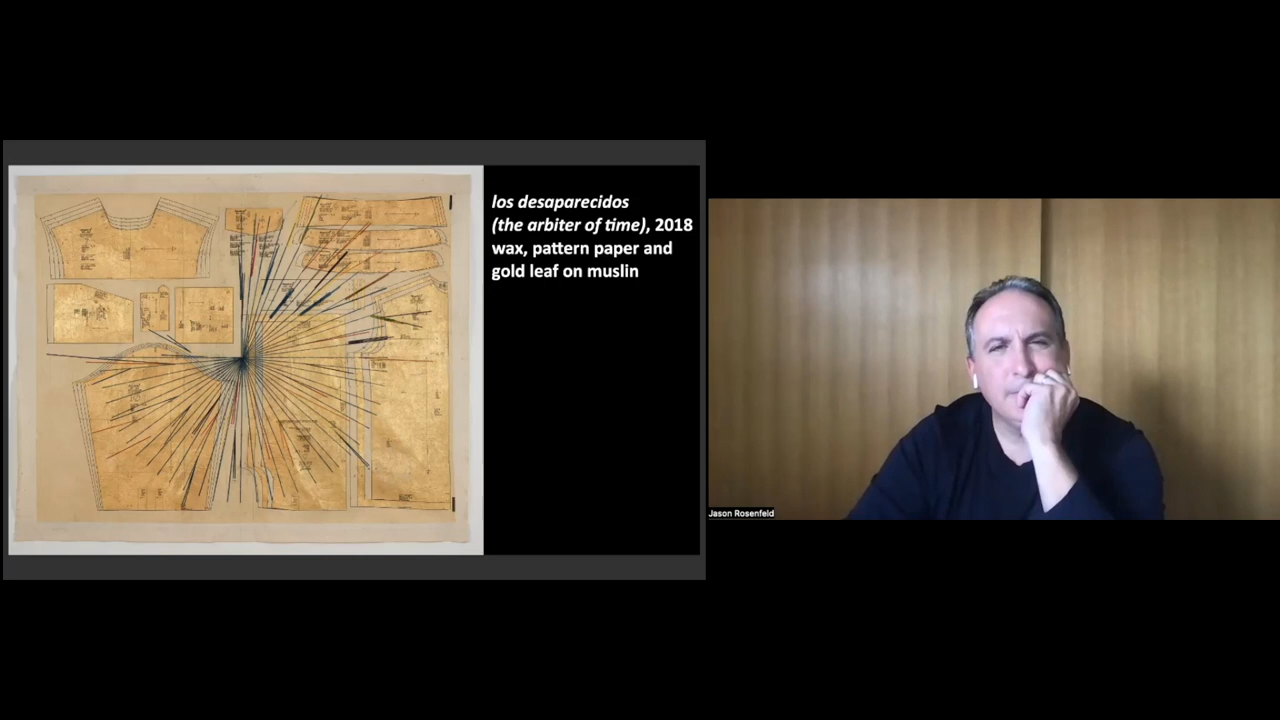 los desaparecidos
(the arbiter of time), 2018
wax, pattern paper and
gold leaf on muslin
Jason Rosenfeld